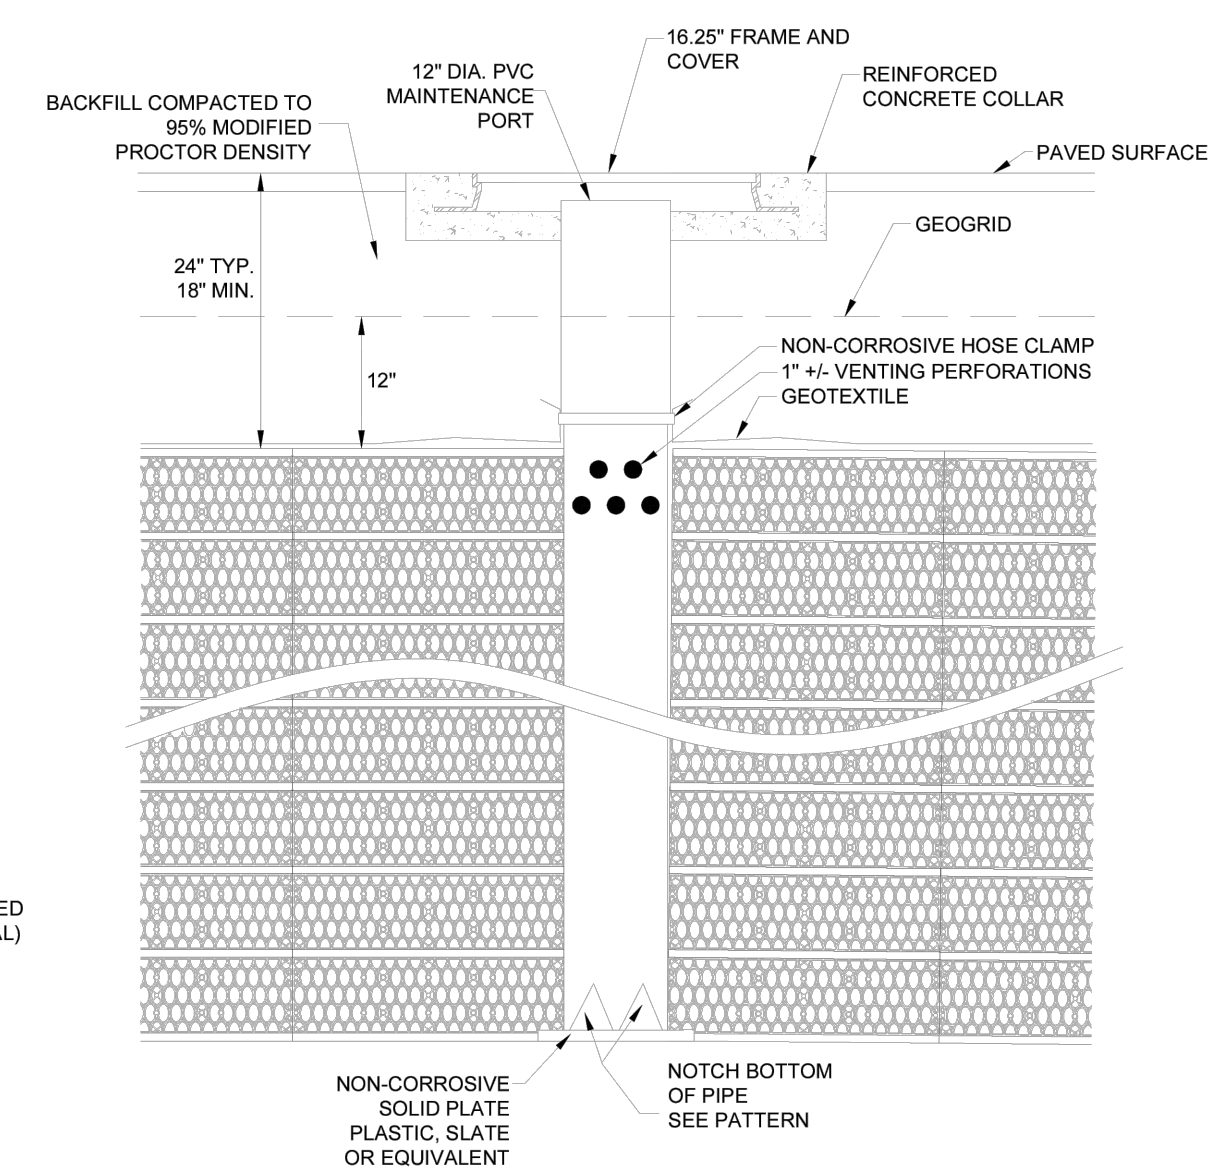 16.25" FRAME AND
COVER
12" DIA. PVC
MAINTENANCE
PORT
REINFORCED
CONCRETE COLLAR
BACKFILL COMPACTED TO
95% MODIFIED
PROCTOR DENSITY
PAVED SURFACE
GEOGRID
24" TYP.
18" MIN.
NON-CORROSIVE HOSE CLAMP
1" +/- VENTING PERFORATIONS
GEOTEXTILE
12"
ED
AL)
NON-CORROSIVE
SOLID PLATE
PLASTIC, SLATE
OR EQUIVALENT
NOTCH BOTTOM
OF PIPE
SEE PATTERN